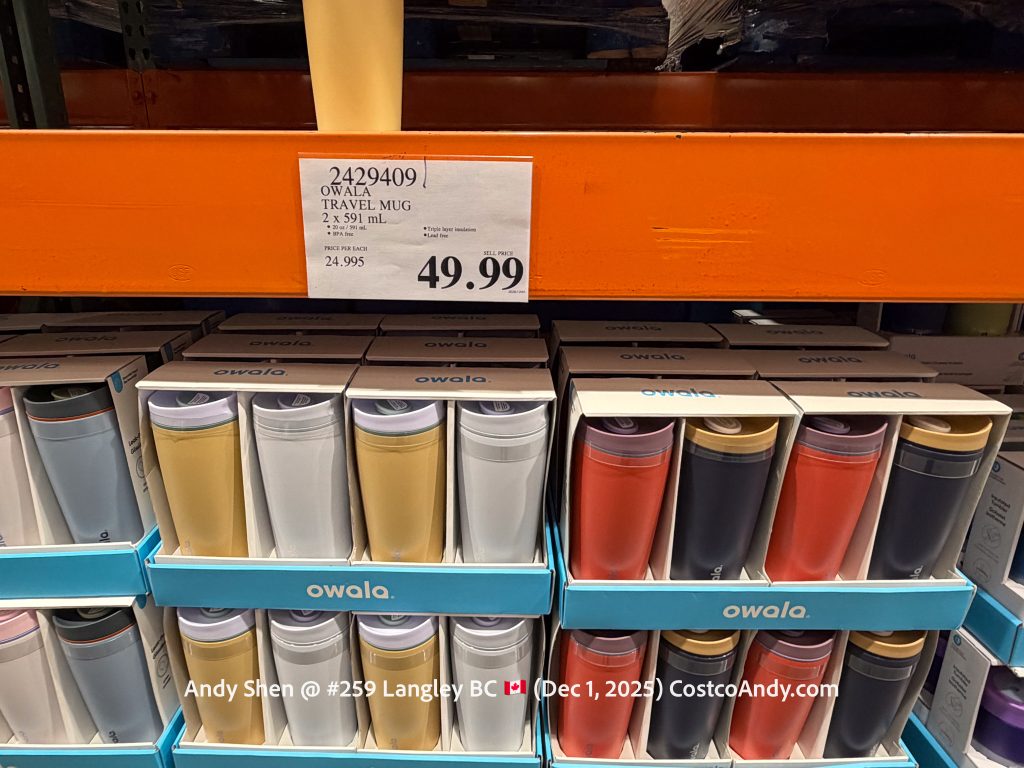 2429409
OWALA
TRAVEL MUG
2 x 591 mL
• 20 oz / 591 mL
• BPA free
• Triple layer insulation
• Lead free
PRICE PER EACH
24.995
SELL PRICE
49.99
owala
owala
owala
owala
owala
owala
owala
owala
owala
owala
owala
owala
owala.
owala.
Andy Shen @ #259 Langley BC 🇨🇦 (Dec 1, 2025) CostcoAndy.com